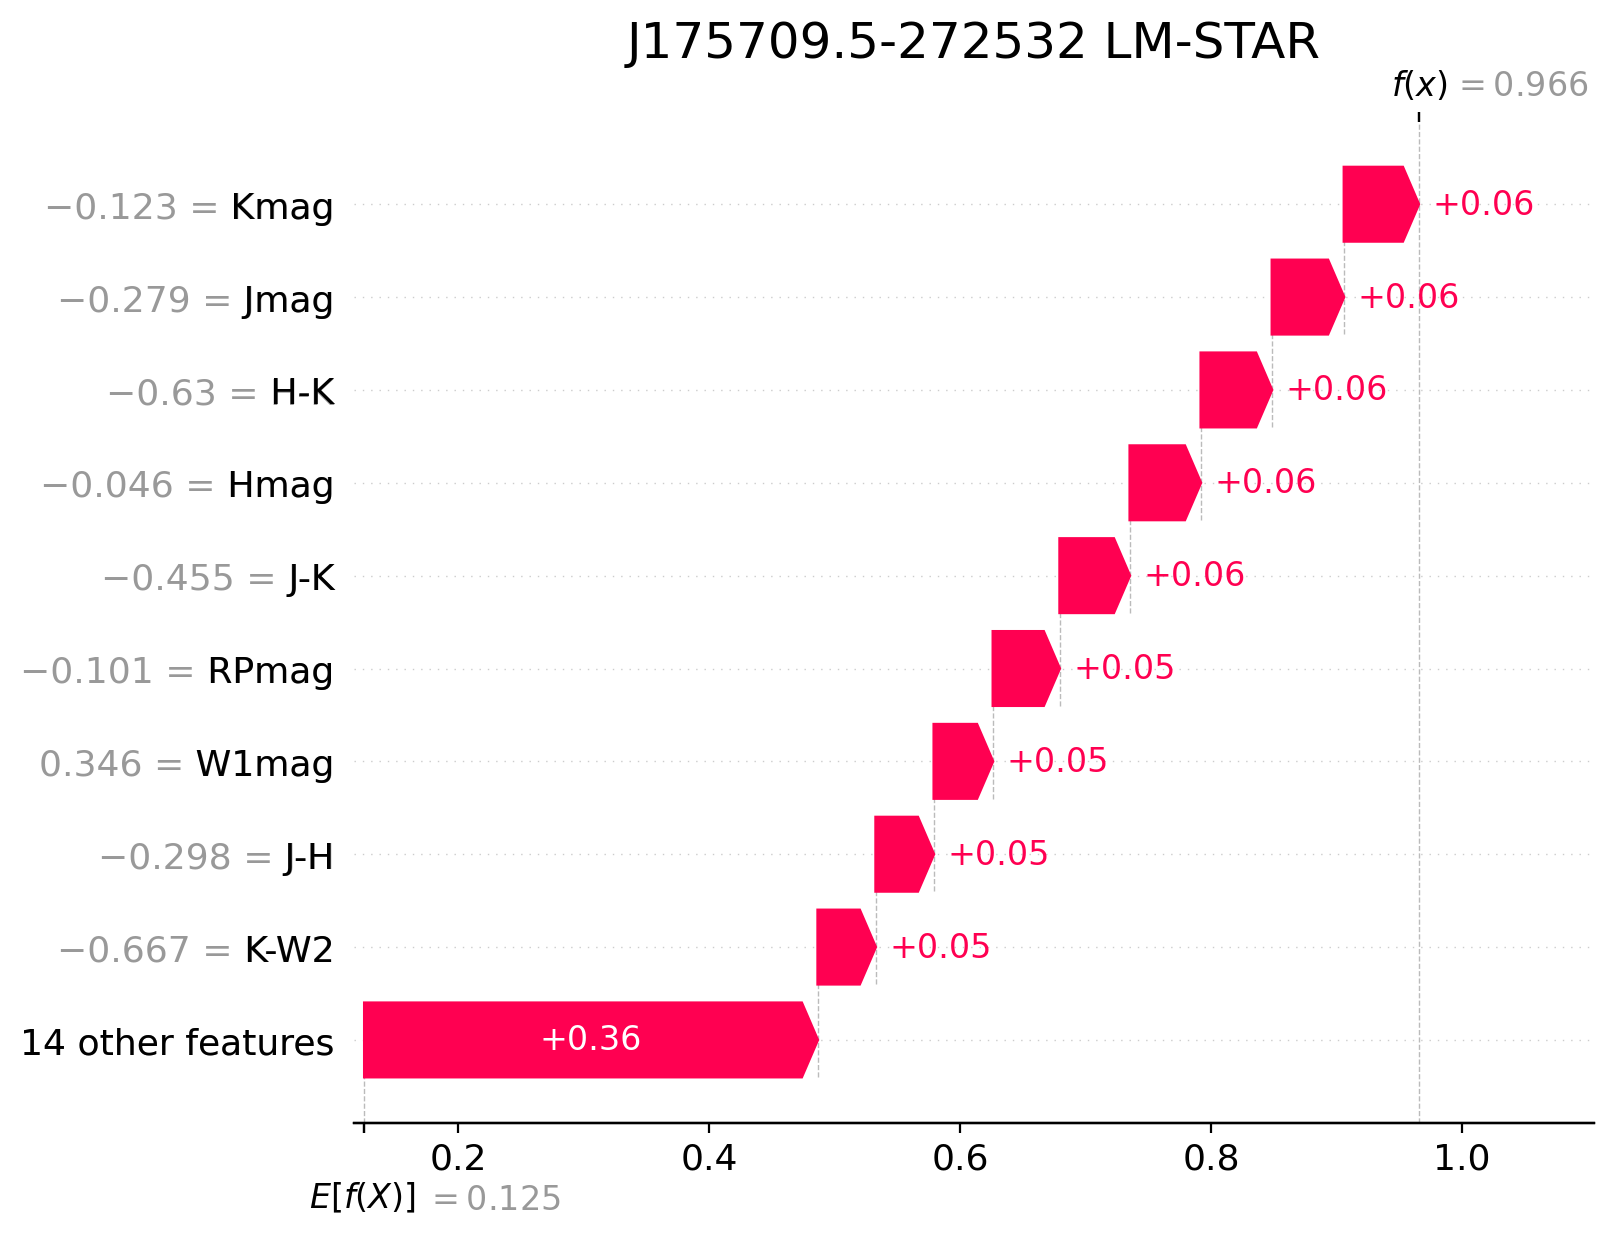 J175709.5-272532 LM-STAR
f(x) = 0.966
−0.123 = Kmag +0.06
−0.279 = Jmag +0.06
−0.63 = H-K +0.06
−0.046 = Hmag +0.06
−0.455 = J-K +0.06
−0.101 = RPmag +0.05
0.346 = W1mag +0.05
−0.298 = J-H +0.05
−0.667 = K-W2 +0.05
14 other features +0.36
0.2 0.4 0.6 0.8 1.0
E[f(X)] = 0.125